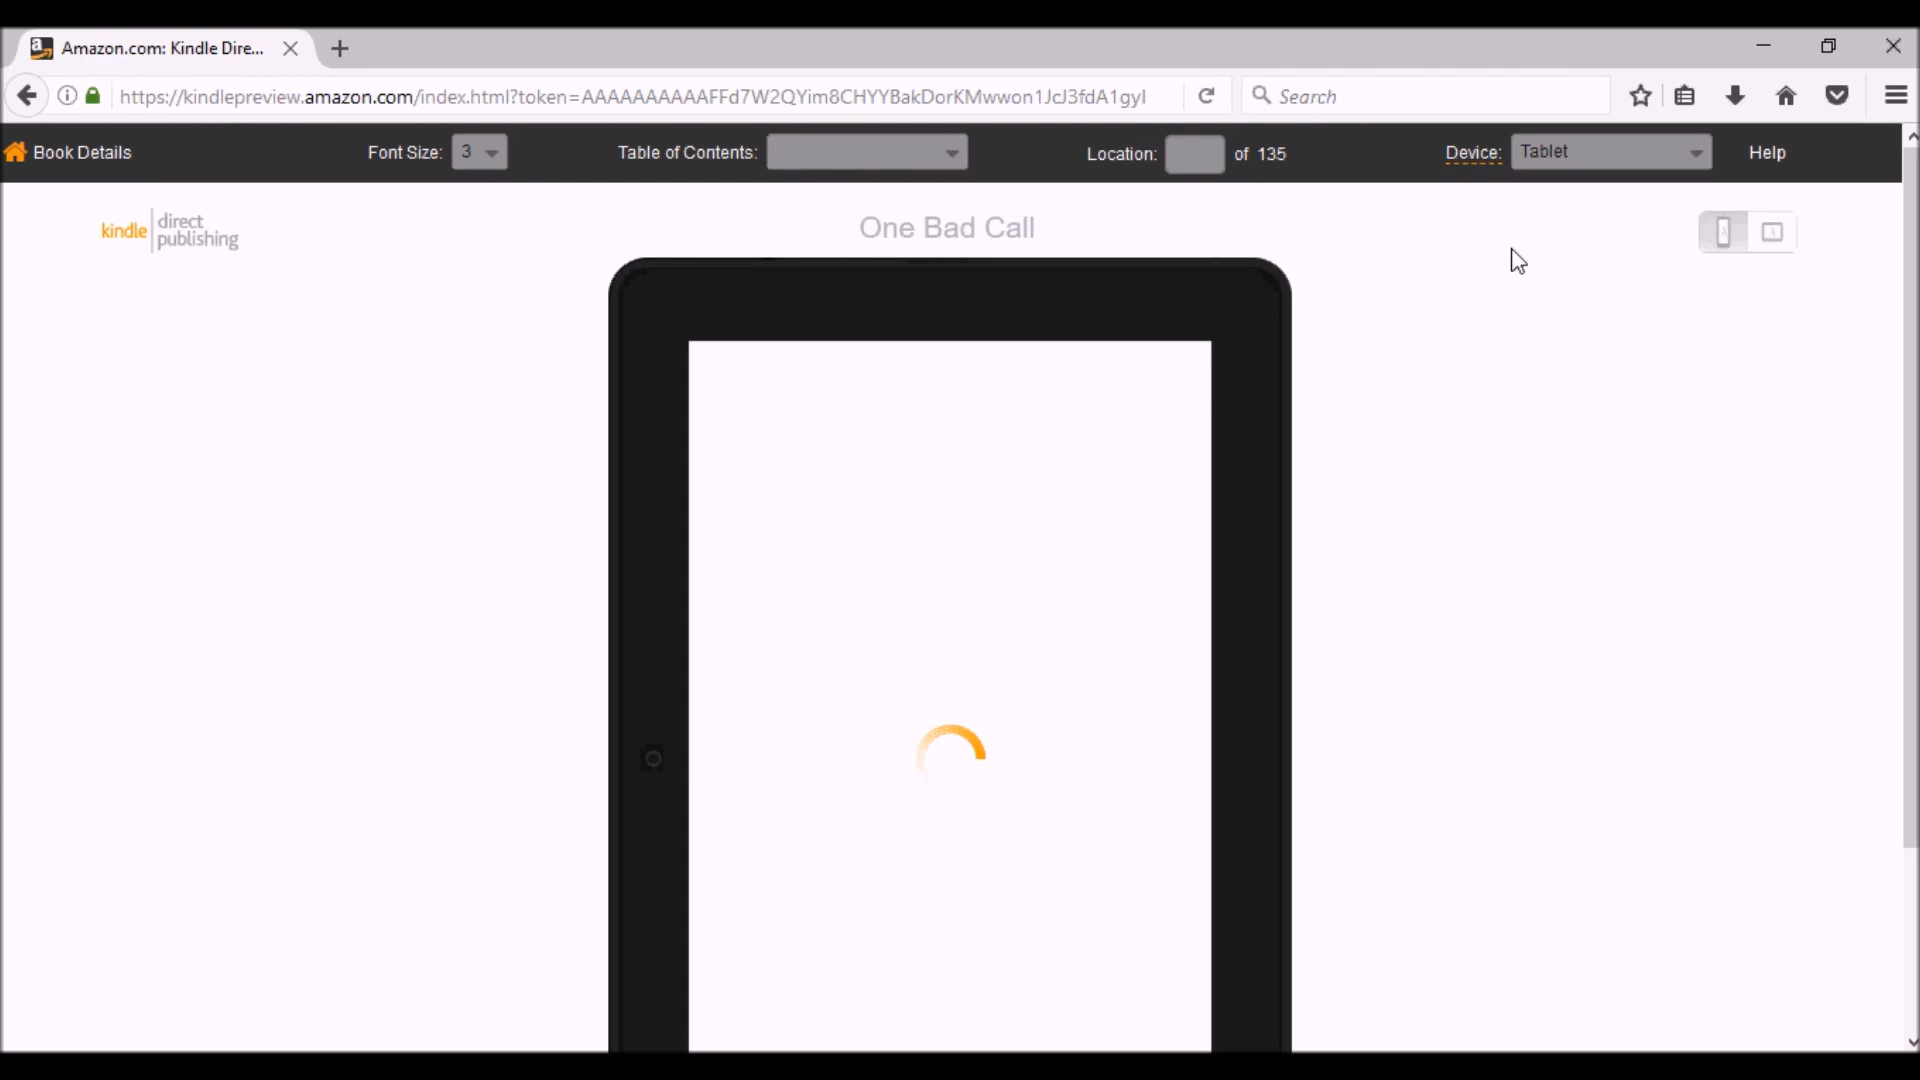 Amazon.com: Kindle Dire...
https://kindlepreview.amazon.com/index.html?token=AAAAAAAAAAFFd7W2QYim8CHYYBakDorKMwwon1JcJ3fdA1gyI
Search
Book Details
Font Size: 3
Table of Contents:
Location: of 135
Device: Tablet
Help
kindle direct publishing
One Bad Call